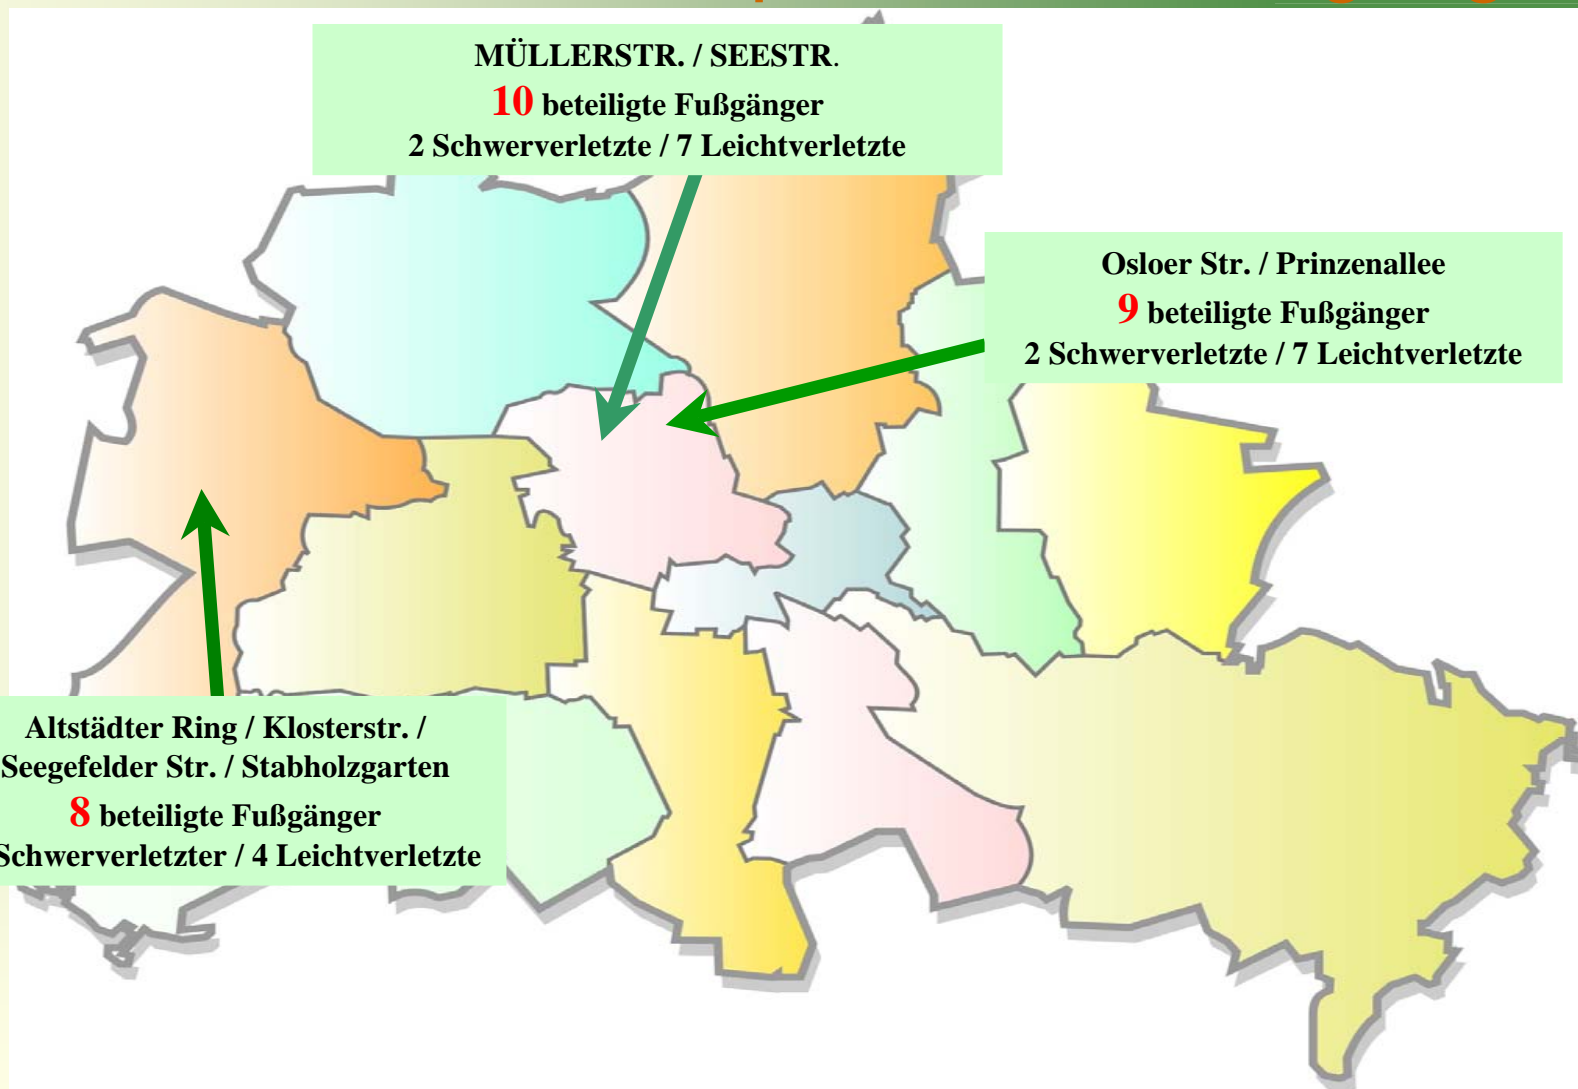 MÜLLERSTR. / SEESTR.
10 beteiligte Fußgänger
2 Schwerverletzte / 7 Leichtverletzte
Osloer Str. / Prinzenallee
9 beteiligte Fußgänger
2 Schwerverletzte / 7 Leichtverletzte
Altstädter Ring / Klosterstr. /
Seegefelder Str. / Stabholzgarten
8 beteiligte Fußgänger
Schwerverletzter / 4 Leichtverletzte